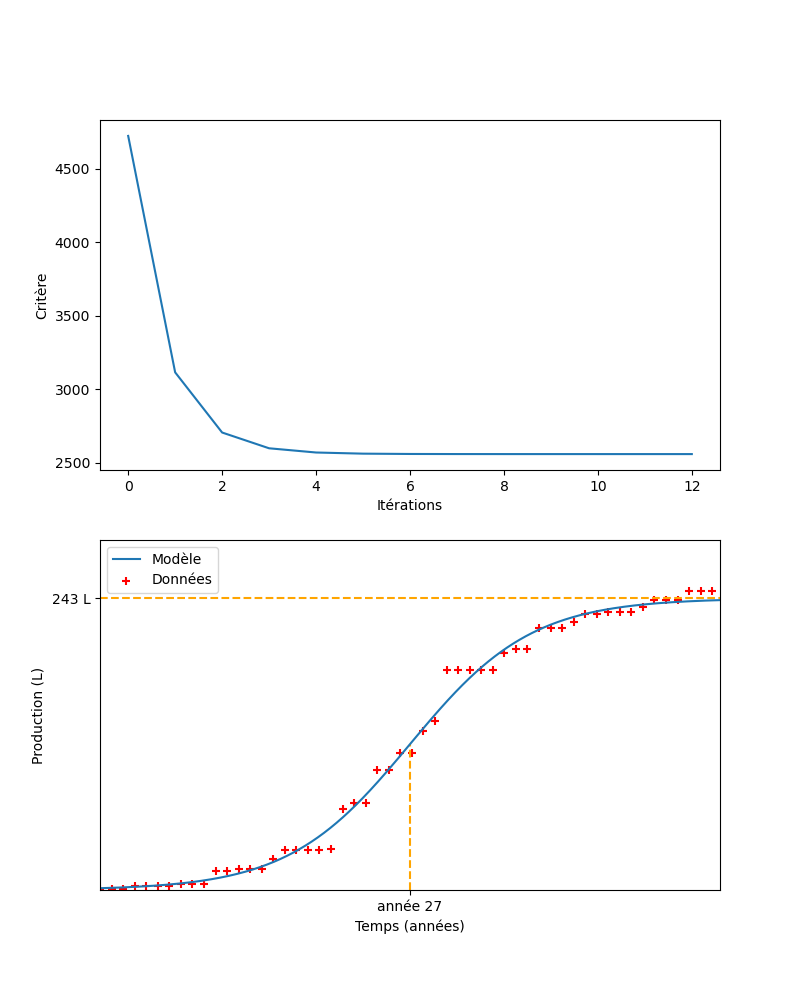 4500
4000
3500
3000
2500
Critère
0 2 4 6 8 10 12
Itérations
Modèle
Données
243 L
Production (L)
année 27
Temps (années)